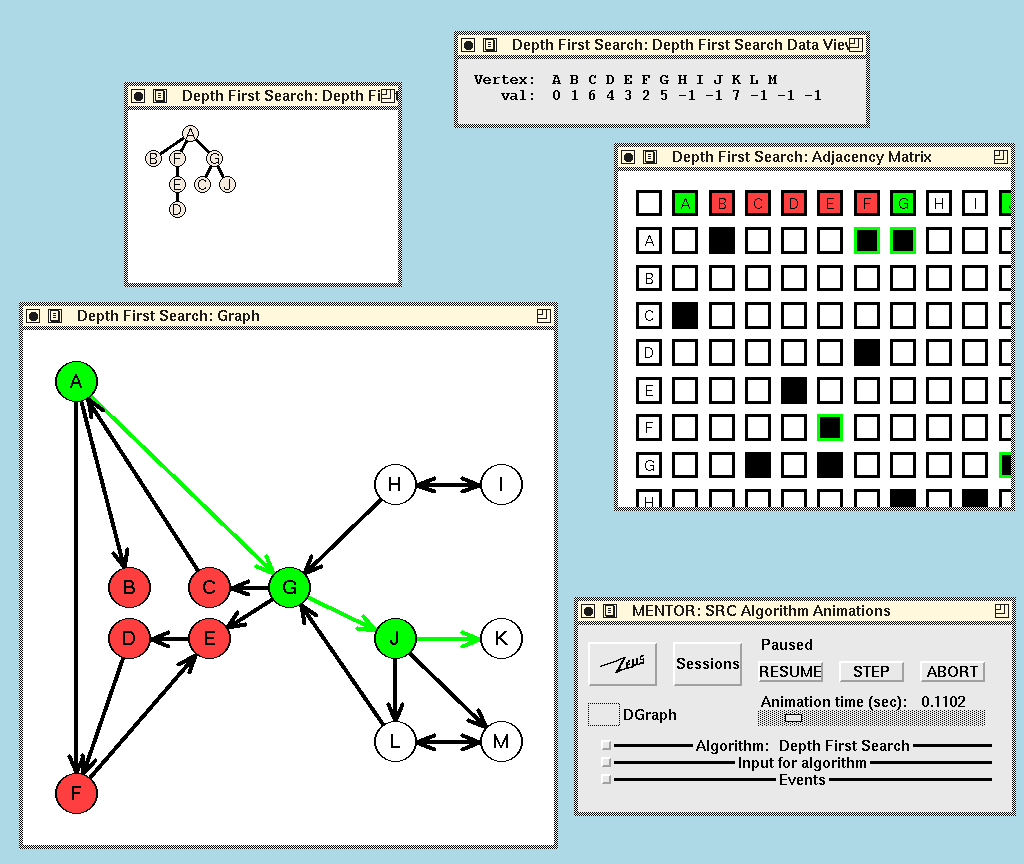 Depth First Search: Depth First Search Data View
Vertex: A B C D E F G H I J K L M
val: 0 1 6 4 3 2 5 -1 -1 7 -1 -1 -1
Depth First Search: Depth First
A
B F G
E C J
D
Depth First Search: Adjacency Matrix
A B C D E F G H I J
A
B
C
D
E
F
G
H
Depth First Search: Graph
A
H I
B C G
D E J K
L M
F
MENTOR: SRC Algorithm Animations
Zeus
Sessions
Paused
RESUME STEP ABORT
Animation time (sec): 0.1102
DGraph
Algorithm: Depth First Search
Input for algorithm
Events